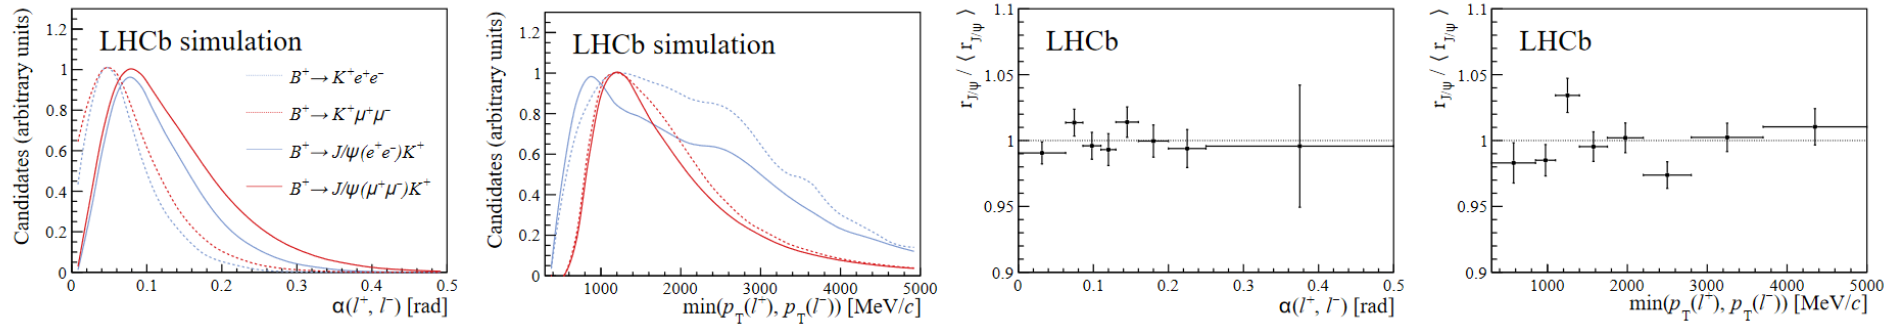 Candidates (arbitrary units)
1.2
1
0.8
0.6
0.4
0.2
0
LHCb simulation
B⁺→ K⁺e⁺e⁻
B⁺→ K⁺μ⁺μ⁻
B⁺→ J/ψ(e⁺e⁻)K⁺
B⁺→ J/ψ(μ⁺μ⁻)K⁺
0 0.1 0.2 0.3 0.4 0.5
α(l⁺, l⁻) [rad]
Candidates (arbitrary units)
1.2
1
0.8
0.6
0.4
0.2
0
LHCb simulation
1000 2000 3000 4000 5000
min(p_T(l⁺), p_T(l⁻)) [MeV/c]
r_J/ψ / ⟨ r_J/ψ ⟩
1.1
1.05
1
0.95
0.9
LHCb
0 0.1 0.2 0.3 0.4 0.5
α(l⁺, l⁻) [rad]
r_J/ψ / ⟨ r_J/ψ ⟩
1.1
1.05
1
0.95
0.9
LHCb
1000 2000 3000 4000 5000
min(p_T(l⁺), p_T(l⁻)) [MeV/c]